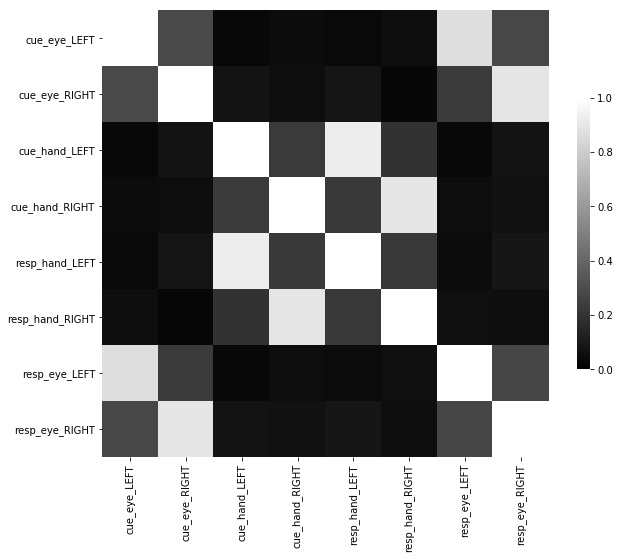 cue_eye_LEFT
cue_eye_RIGHT
cue_hand_LEFT
cue_hand_RIGHT
resp_hand_LEFT
resp_hand_RIGHT
resp_eye_LEFT
resp_eye_RIGHT
1.0
0.8
0.6
0.4
0.2
0.0
cue_eye_LEFT
cue_eye_RIGHT
cue_hand_LEFT
cue_hand_RIGHT
resp_hand_LEFT
resp_hand_RIGHT
resp_eye_LEFT
resp_eye_RIGHT